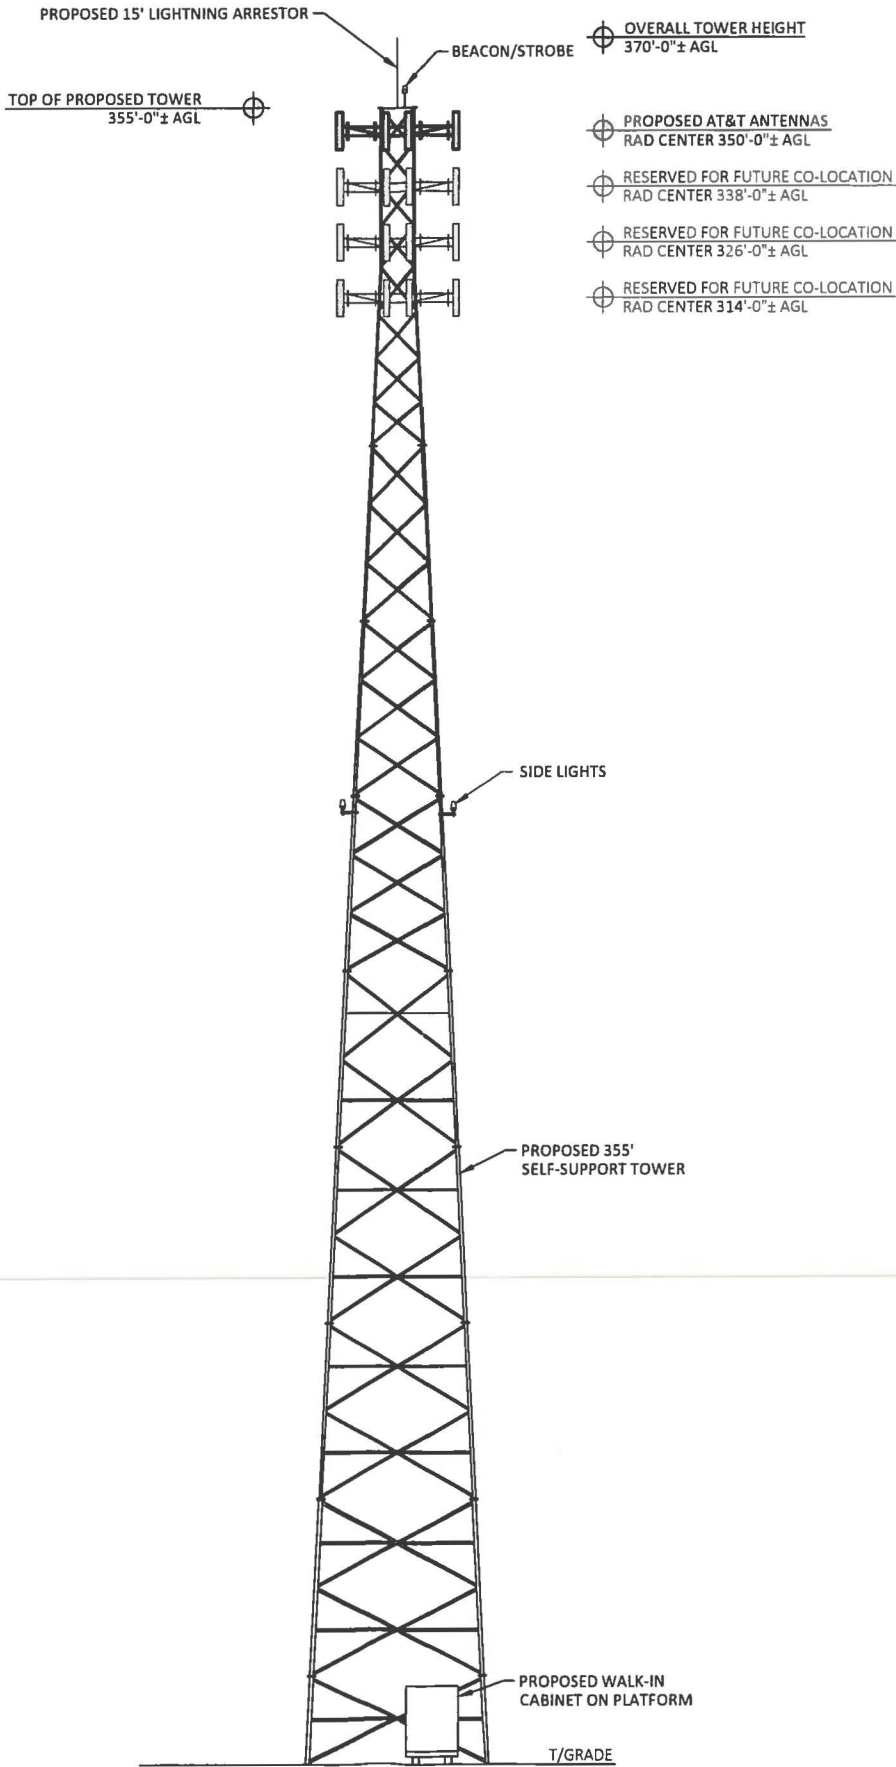 PROPOSED 15' LIGHTNING ARRESTOR
BEACON/STROBE
OVERALL TOWER HEIGHT
370'-0"± AGL
TOP OF PROPOSED TOWER
355'-0"± AGL
PROPOSED AT&T ANTENNAS
RAD CENTER 350'-0"± AGL
RESERVED FOR FUTURE CO-LOCATION
RAD CENTER 338'-0"± AGL
RESERVED FOR FUTURE CO-LOCATION
RAD CENTER 326'-0"± AGL
RESERVED FOR FUTURE CO-LOCATION
RAD CENTER 314'-0"± AGL
SIDE LIGHTS
PROPOSED 355'
SELF-SUPPORT TOWER
PROPOSED WALK-IN
CABINET ON PLATFORM
T/GRADE